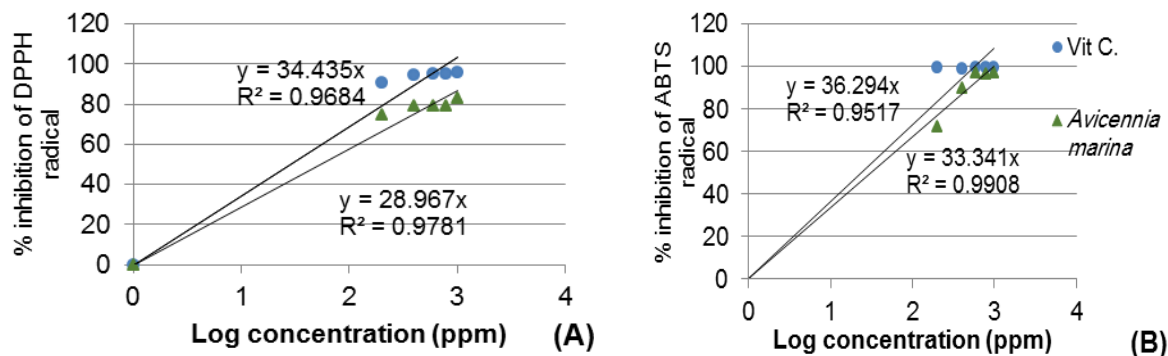 % inhibition of DPPH
radical
120
100
80
60
40
20
0
y = 34.435x
R² = 0.9684
y = 28.967x
R² = 0.9781
0 1 2 3 4
Log concentration (ppm)
(A)
% inhibition of ABTS
radical
120
100
80
60
40
20
0
y = 36.294x
R² = 0.9517
y = 33.341x
R² = 0.9908
0 1 2 3 4
Log concentration (ppm)
(B)
Vit C.
Avicennia
marina